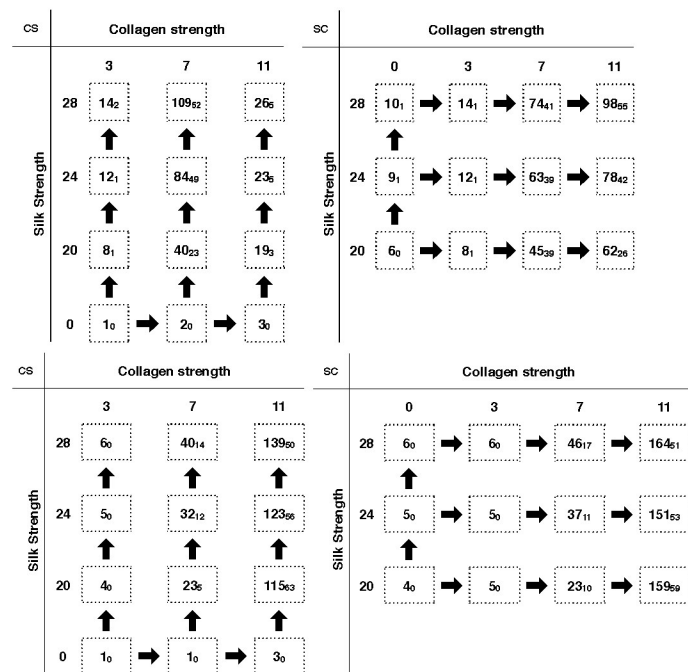 CS Collagen strength
3 7 11
28 14₂ 109₅₂ 26₅
24 12₁ 84₄₉ 23₅
20 8₁ 40₂₃ 19₃
0 1₀ 2₀ 3₀
Silk Strength
SC Collagen strength
0 3 7 11
28 10₁ 14₁ 74₄₁ 98₅₅
24 9₁ 12₁ 63₃₉ 78₄₂
20 6₀ 8₁ 45₃₉ 62₂₆
Silk Strength
CS Collagen strength
3 7 11
28 6₀ 40₁₄ 139₅₀
24 5₀ 32₁₂ 123₅₆
20 4₀ 23₅ 115₆₃
0 1₀ 1₀ 3₀
Silk Strength
SC Collagen strength
0 3 7 11
28 6₀ 6₀ 46₁₇ 164₅₁
24 5₀ 5₀ 37₁₁ 151₅₃
20 4₀ 5₀ 23₁₀ 159₅₉
Silk Strength